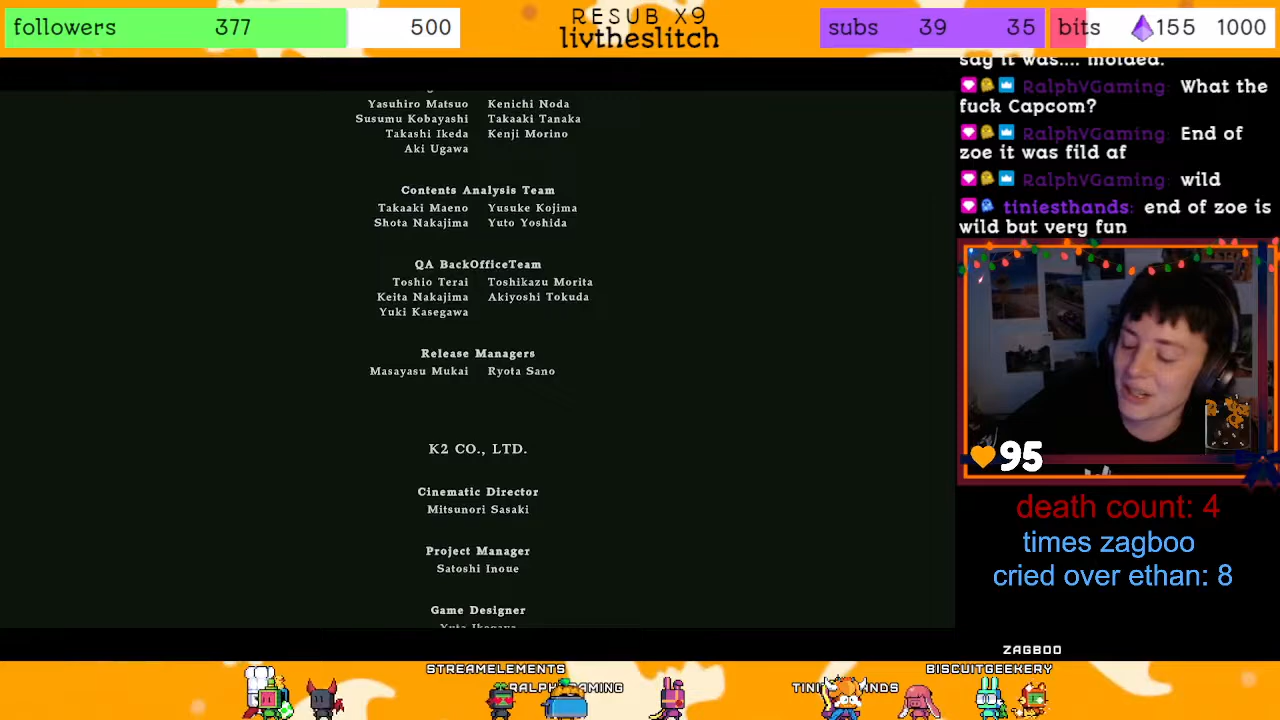 followers 377 500
RESUB X9
livtheslitch
subs 39 35
bits 155 1000
say it was.... molded.
RalphVGaming: What the
fuck Capcom?
RalphVGaming: End of
zoe it was fild af
RalphVGaming: wild
tiniesthands: end of zoe is
wild but very fun
Yasuhiro Matsuo Kenichi Noda
Susumu Kobayashi Takaaki Tanaka
Takashi Ikeda Kenji Morino
Aki Ugawa
Contents Analysis Team
Takaaki Maeno Yusuke Kojima
Shota Nakajima Yuto Yoshida
QA BackOfficeTeam
Toshio Terai Toshikazu Morita
Keita Nakajima Akiyoshi Tokuda
Yuki Kasegawa
Release Managers
Masayasu Mukai Ryota Sano
K2 CO., LTD.
Cinematic Director
Mitsunori Sasaki
Project Manager
Satoshi Inoue
Game Designer
95
death count: 4
times zagboo
cried over ethan: 8
ZAGBOO
STREAMELEMENTS
BISCUITGEEKERY